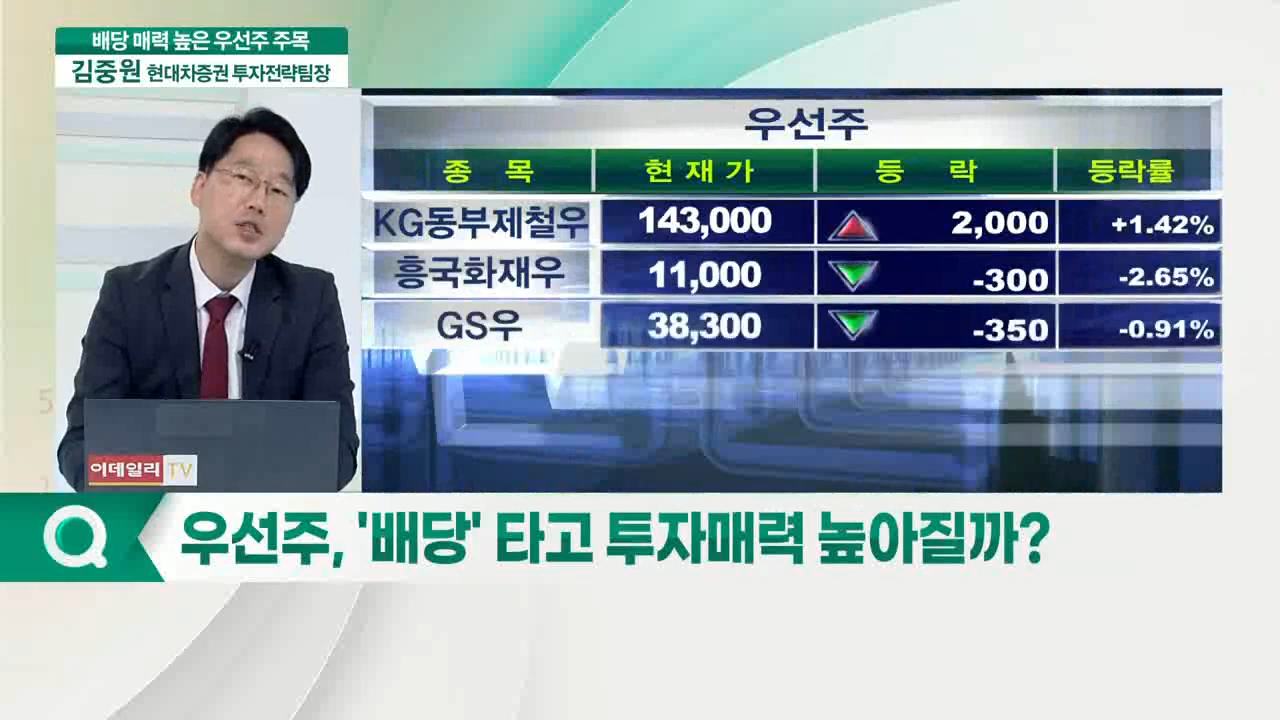 배당 매력 높은 우선주 주목
김중원 현대차증권 투자전략팀장
우선주
종목 현재가 등락 등락률
KG동부제철우 143,000 2,000 +1.42%
흥국화재우 11,000 -300 -2.65%
GS우 38,300 -350 -0.91%
5
1
이데일리 TV
Q 우선주, '배당' 타고 투자매력 높아질까?